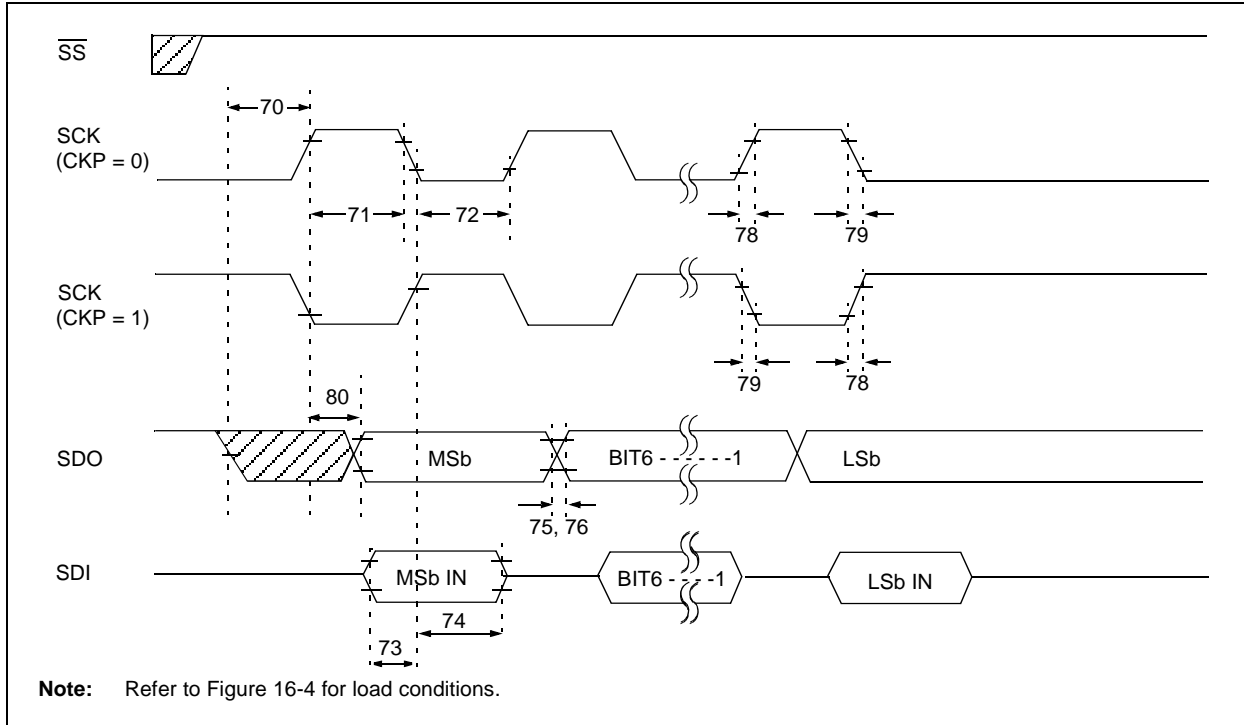 SS
70
SCK
(CKP = 0)
71
72
78
79
SCK
(CKP = 1)
79
78
80
SDO
MSb
BIT6 - - - - - -1
LSb
75, 76
SDI
MSb IN
BIT6 - - - - -1
LSb IN
74
73
Note: Refer to Figure 16-4 for load conditions.